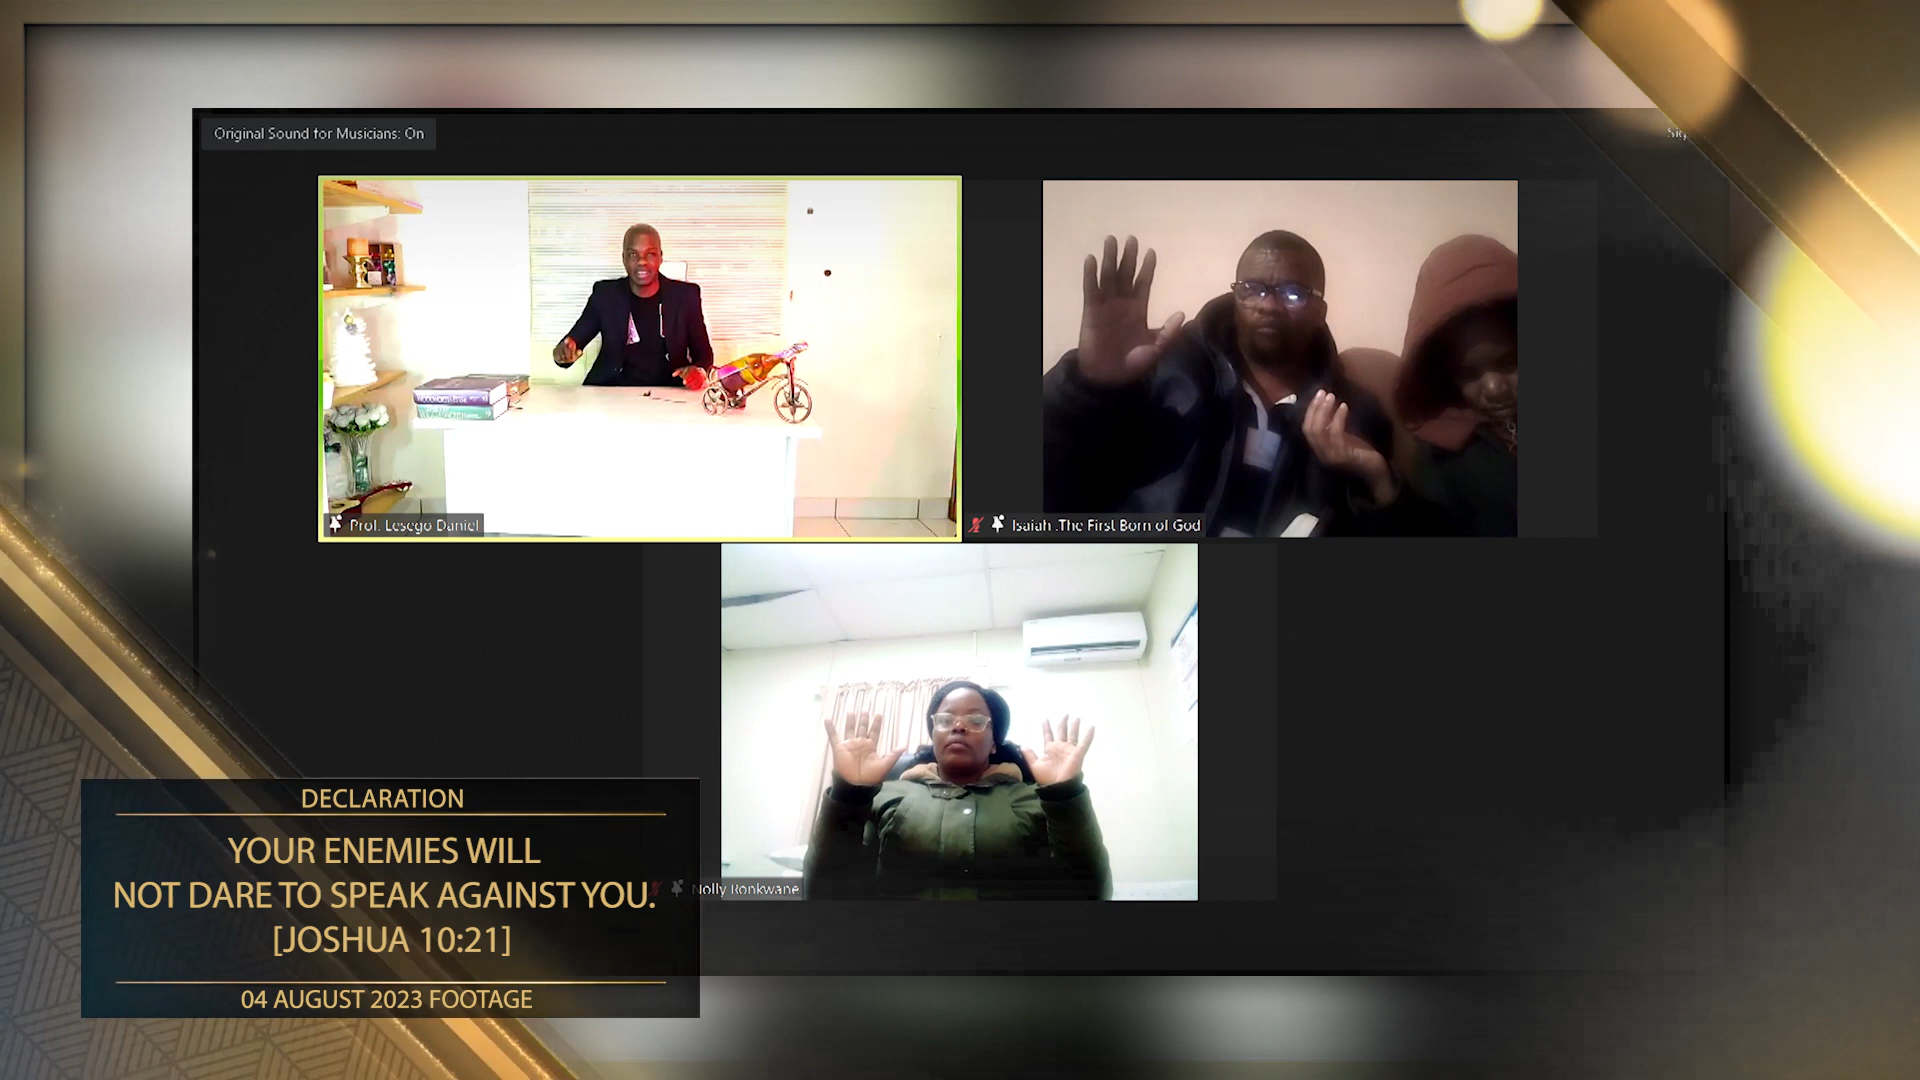 Original Sound for Musicians: On
Sig
Prof. Lesego Daniel
Isaiah .The First Born of God
Nolly Ronkwane
DECLARATION
YOUR ENEMIES WILL
NOT DARE TO SPEAK AGAINST YOU.
[JOSHUA 10:21]
04 AUGUST 2023 FOOTAGE